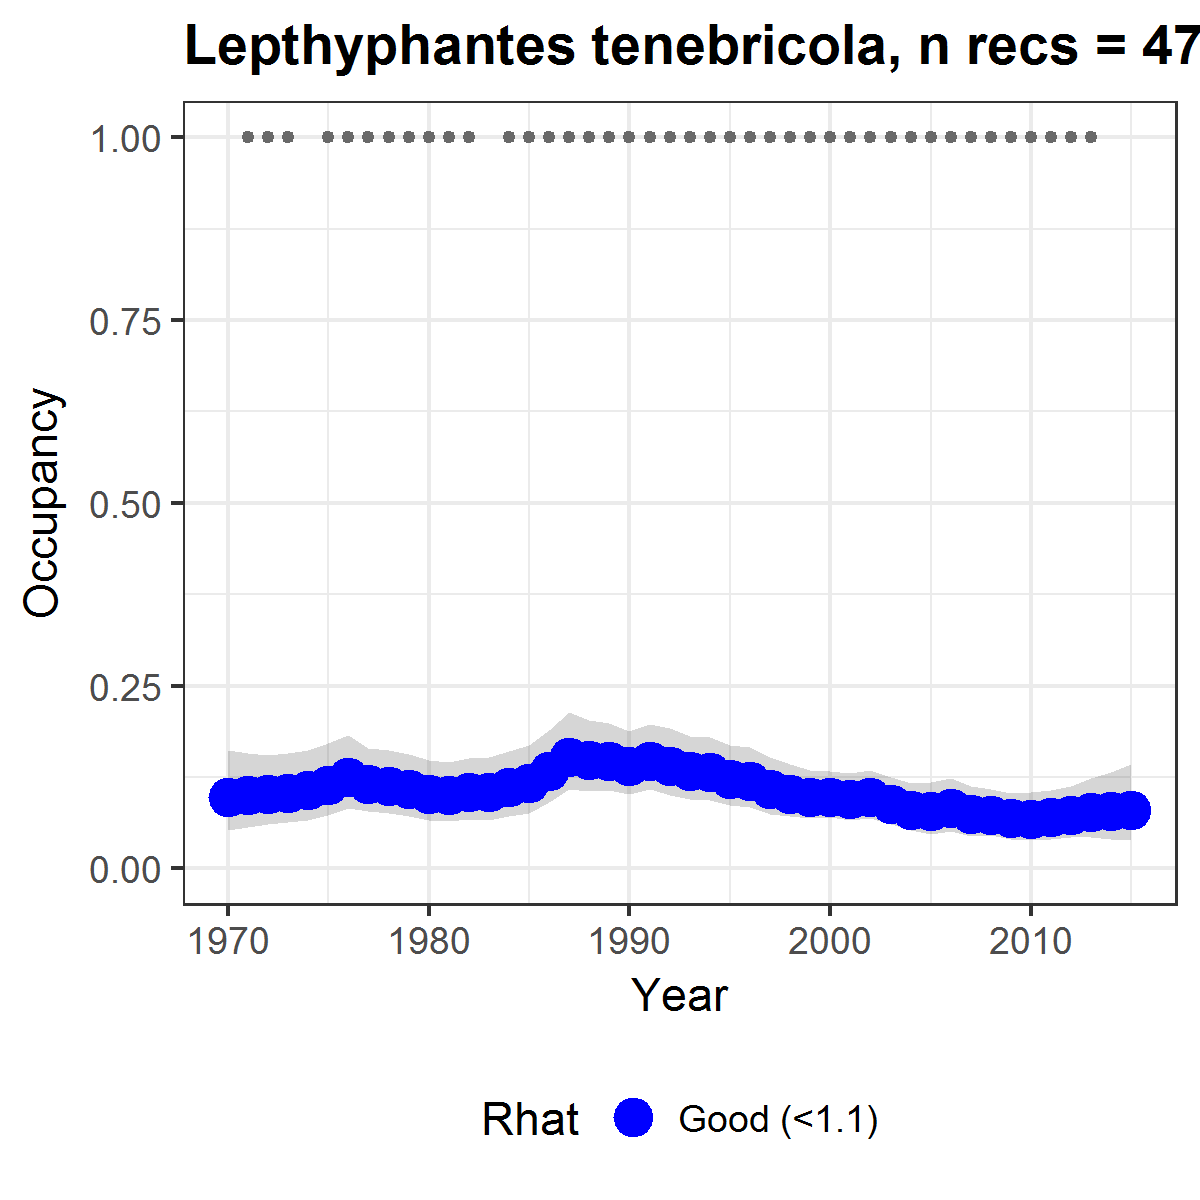 Lepthyphantes tenebricola, n recs = 47
1.00
0.75
0.50
0.25
0.00
Occupancy
1970 1980 1990 2000 2010
Year
Rhat Good (<1.1)